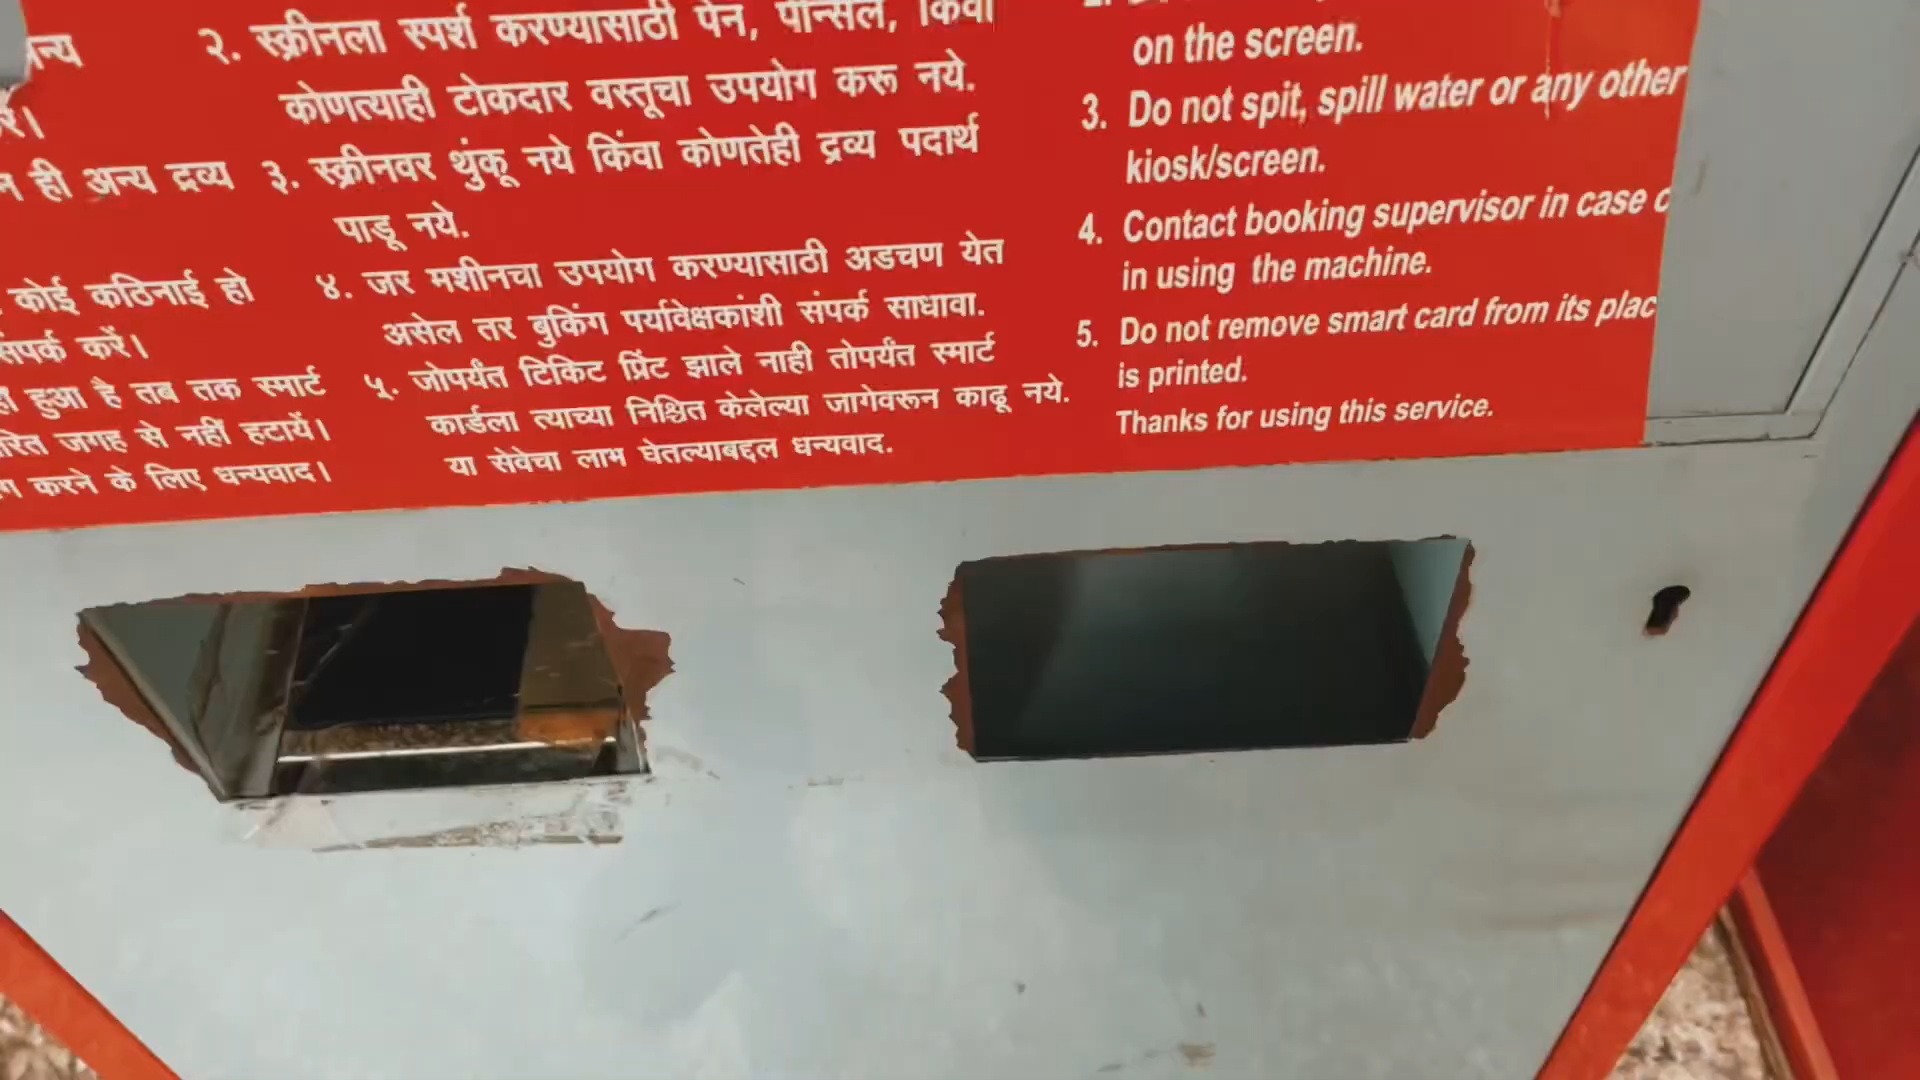 अन्य
ही अन्य द्रव्य
कोई कठिनाई हो
संपर्क करें।
हुआ है तब तक स्मार्ट
जगह से नहीं हटायें।
करने के लिए धन्यवाद।
२. स्क्रीनला स्पर्श करण्यासाठी पेन, पेन्सिल, किंवा
कोणत्याही टोकदार वस्तूचा उपयोग करू नये.
३. स्क्रीनवर थुंकू नये किंवा कोणतेही द्रव्य पदार्थ
पाडू नये.
४. जर मशीनचा उपयोग करण्यासाठी अडचण येत
असेल तर बुकिंग पर्यावेक्षकांशी संपर्क साधावा.
५. जोपर्यंत टिकिट प्रिंट झाले नाही तोपर्यंत स्मार्ट
कार्डला त्याच्या निश्चित केलेल्या जागेवरून काढू नये.
या सेवेचा लाभ घेतल्याबद्दल धन्यवाद.
on the screen.
3. Do not spit, spill water or any other
kiosk/screen.
4. Contact booking supervisor in case
in using the machine.
5. Do not remove smart card from its plac
is printed.
Thanks for using this service.